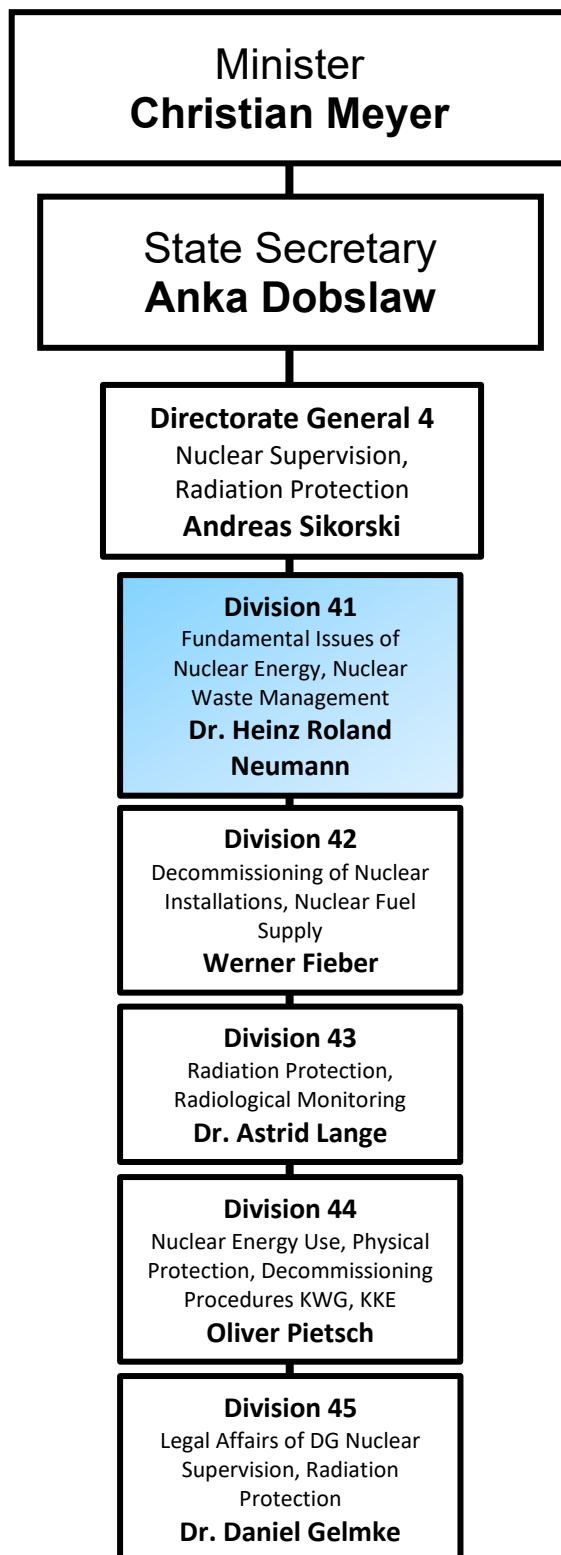 Minister
Christian Meyer
State Secretary
Anka Dobslaw
Directorate General 4
Nuclear Supervision,
Radiation Protection
Andreas Sikorski
Division 41
Fundamental Issues of
Nuclear Energy, Nuclear
Waste Management
Dr. Heinz Roland
Neumann
Division 42
Decommissioning of Nuclear
Installations, Nuclear Fuel
Supply
Werner Fieber
Division 43
Radiation Protection,
Radiological Monitoring
Dr. Astrid Lange
Division 44
Nuclear Energy Use, Physical
Protection, Decommissioning
Procedures KWG, KKE
Oliver Pietsch
Division 45
Legal Affairs of DG Nuclear
Supervision, Radiation
Protection
Dr. Daniel Gelmke